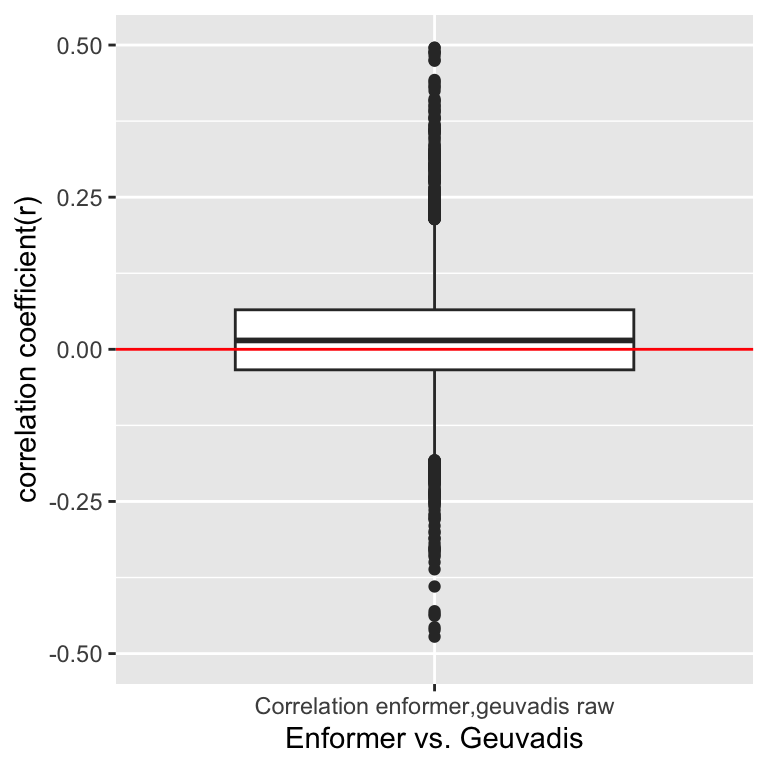 correlation coefficient(r)
0.50
0.25
0.00
-0.25
-0.50
Correlation enformer,geuvadis raw
Enformer vs. Geuvadis